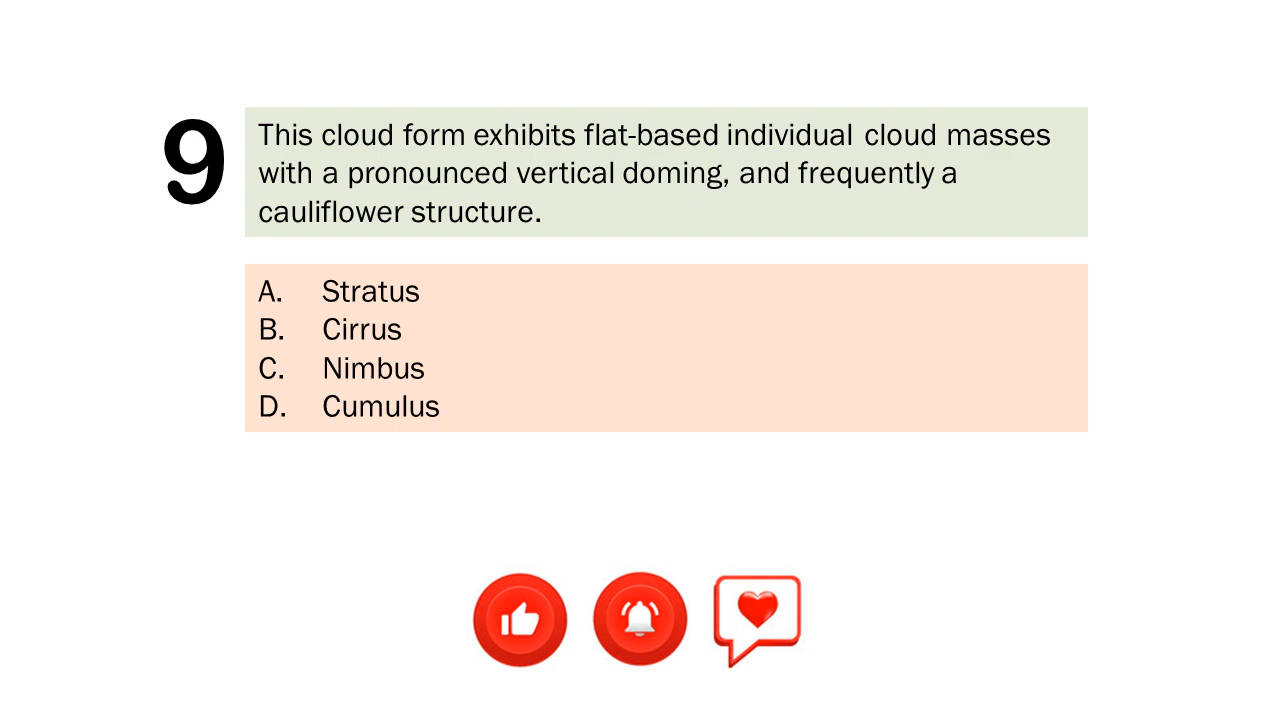 9
This cloud form exhibits flat-based individual cloud masses
with a pronounced vertical doming, and frequently a
cauliflower structure.
A. Stratus
B. Cirrus
C. Nimbus
D. Cumulus